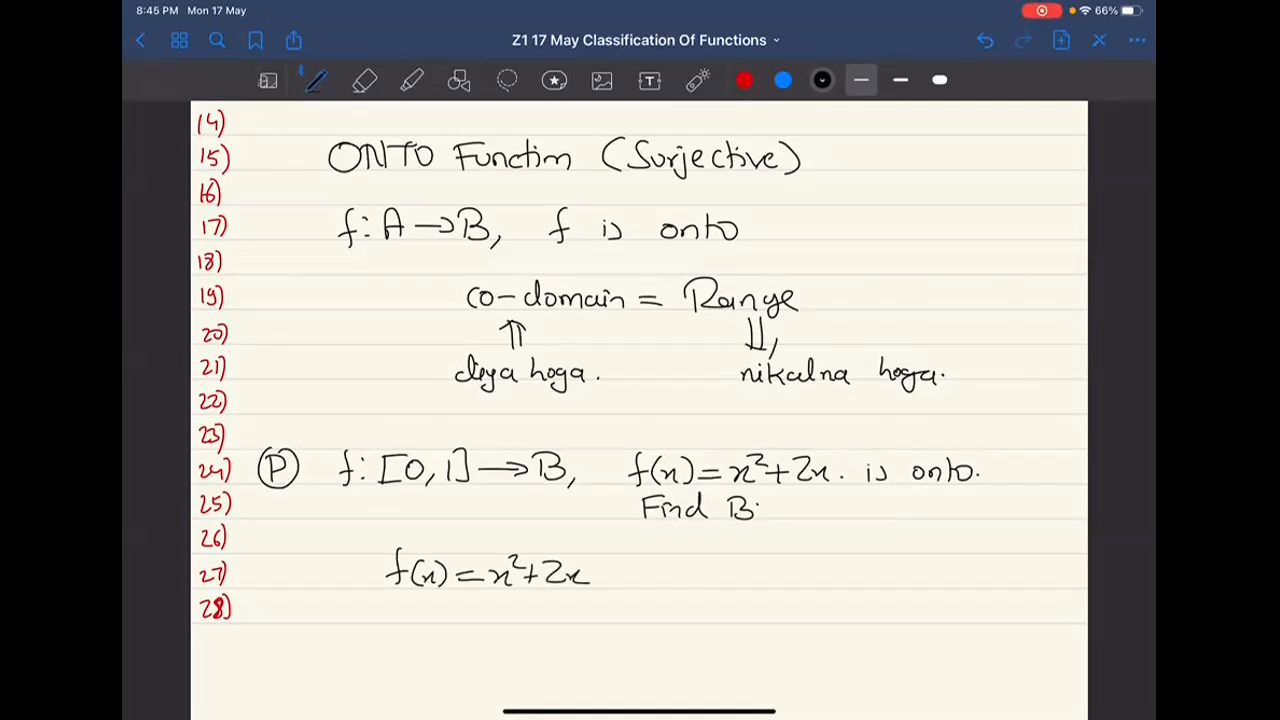 8:45 PM Mon 17 May 66%
Z1 17 May Classification Of Functions
14)
15) ONTO Function (Surjective)
16)
17) f: A → B, f is onto
18)
19) co-domain = Range
20) ⇑ ⇓
21) diya hoga. nikalna hoga.
22)
23)
24) (P) f: [0, 1] → B, f(x) = x² + 2x. is onto.
25) Find B.
26)
27) f(x) = x² + 2x
28)